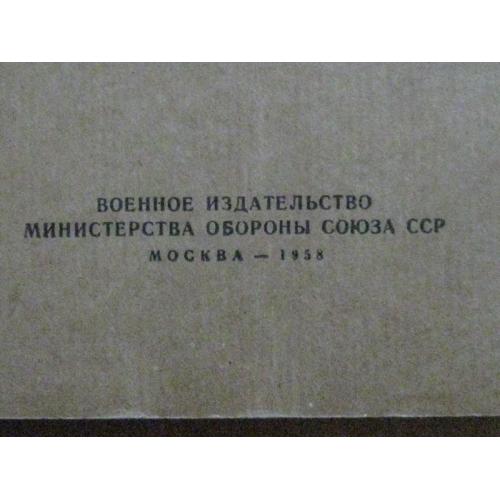 ВОЕННОЕ ИЗДАТЕЛЬСТВО
МИНИСТЕРСТВА ОБОРОНЫ СОЮЗА ССР
МОСКВА — 1958